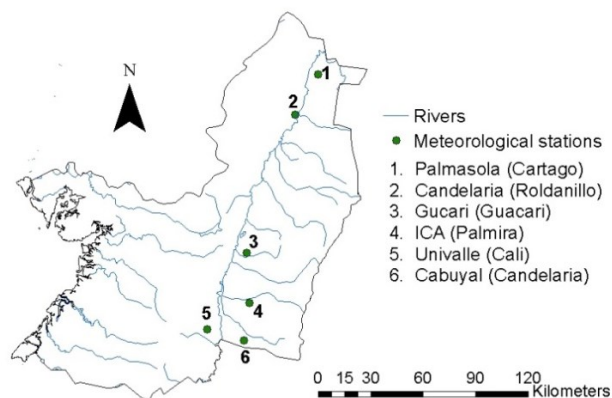 N
1
2
3
4
5
6
Rivers
Meteorological stations
1. Palmasola (Cartago)
2. Candelaria (Roldanillo)
3. Gucari (Guacari)
4. ICA (Palmira)
5. Univalle (Cali)
6. Cabuyal (Candelaria)
0 15 30 60 90 120
Kilometers